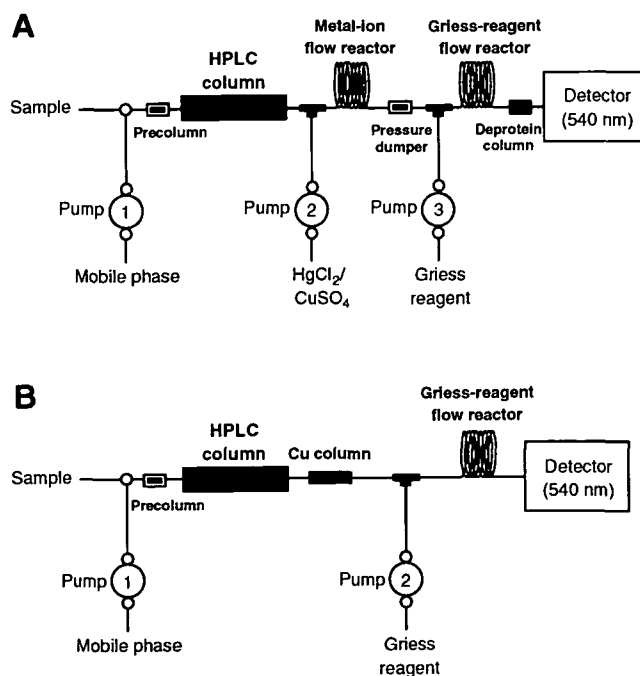 A
Metal-ion
flow reactor
Griess-reagent
flow reactor
HPLC
column
Sample
Precolumn
Pressure
dumper
Deprotein
column
Detector
(540 nm)
Pump 1
Pump 2
Pump 3
Mobile phase
HgCl₂/
CuSO₄
Griess
reagent
B
Griess-reagent
flow reactor
HPLC
column
Cu column
Sample
Precolumn
Detector
(540 nm)
Pump 1
Pump 2
Mobile phase
Griess
reagent